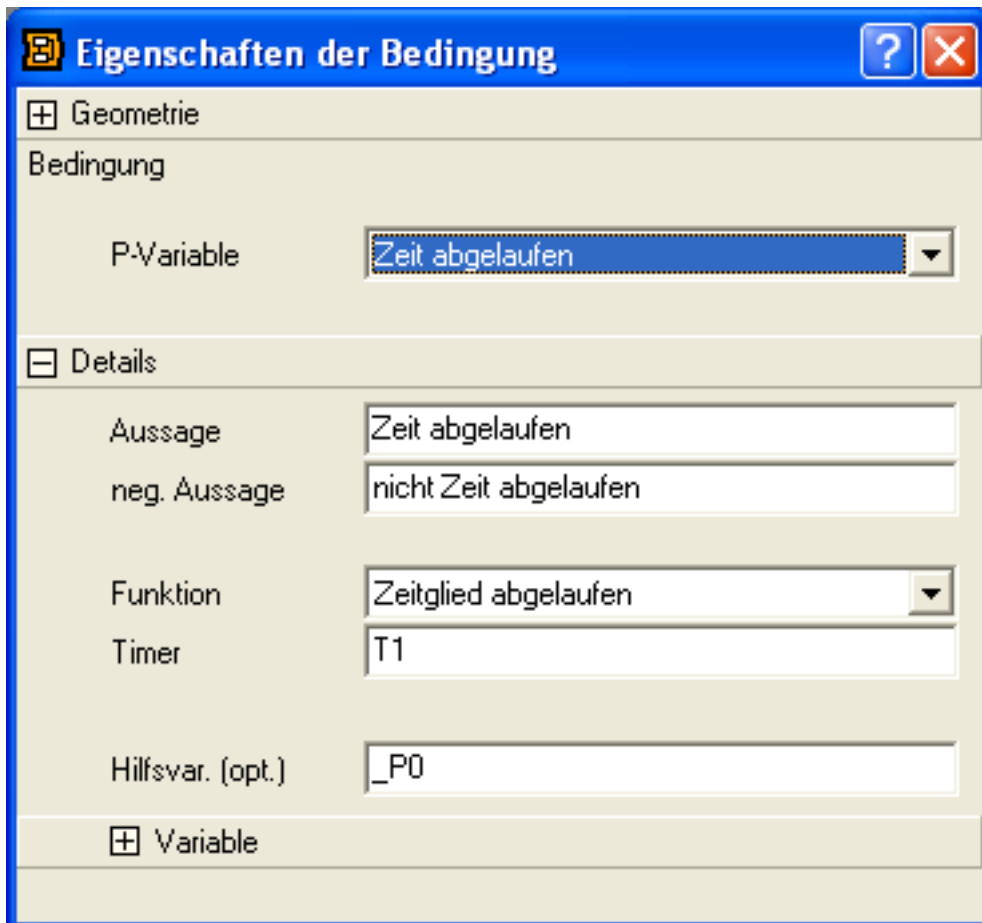 Eigenschaften der Bedingung
Geometrie
Bedingung
P-Variable Zeit abgelaufen
Details
Aussage Zeit abgelaufen
neg. Aussage nicht Zeit abgelaufen
Funktion Zeitglied abgelaufen
Timer T1
Hilfsvar. (opt.) _P0
Variable